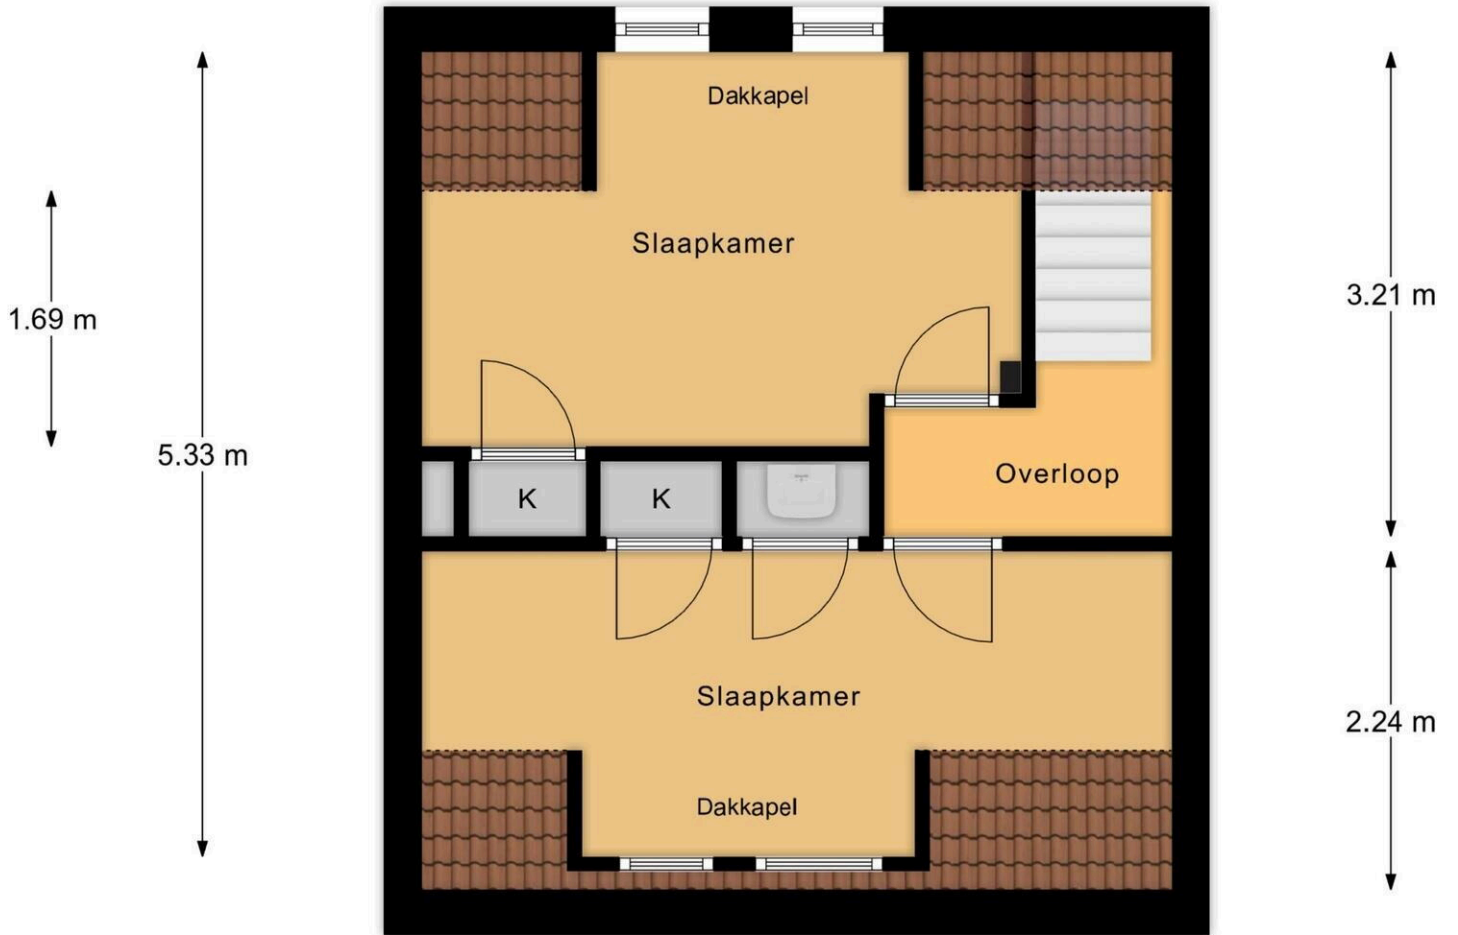 Dakkapel
Slaapkamer
3.21 m
1.69 m
5.33 m
Overloop
K
K
Slaapkamer
2.24 m
Dakkapel